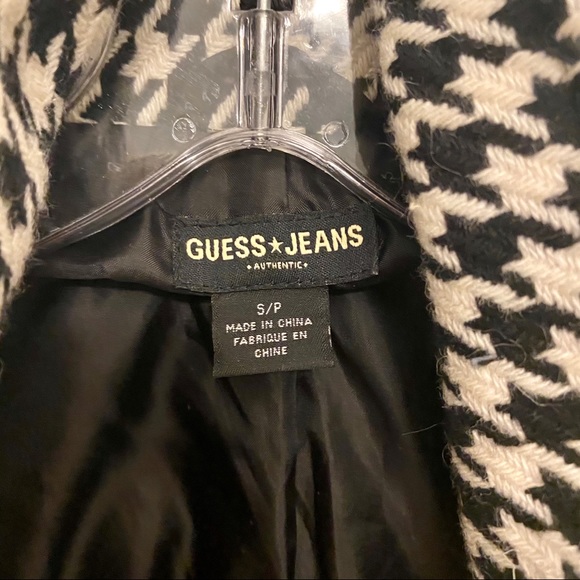 GUESS★JEANS
•AUTHENTIC•
S/P
MADE IN CHINA
FABRIQUE EN
CHINE